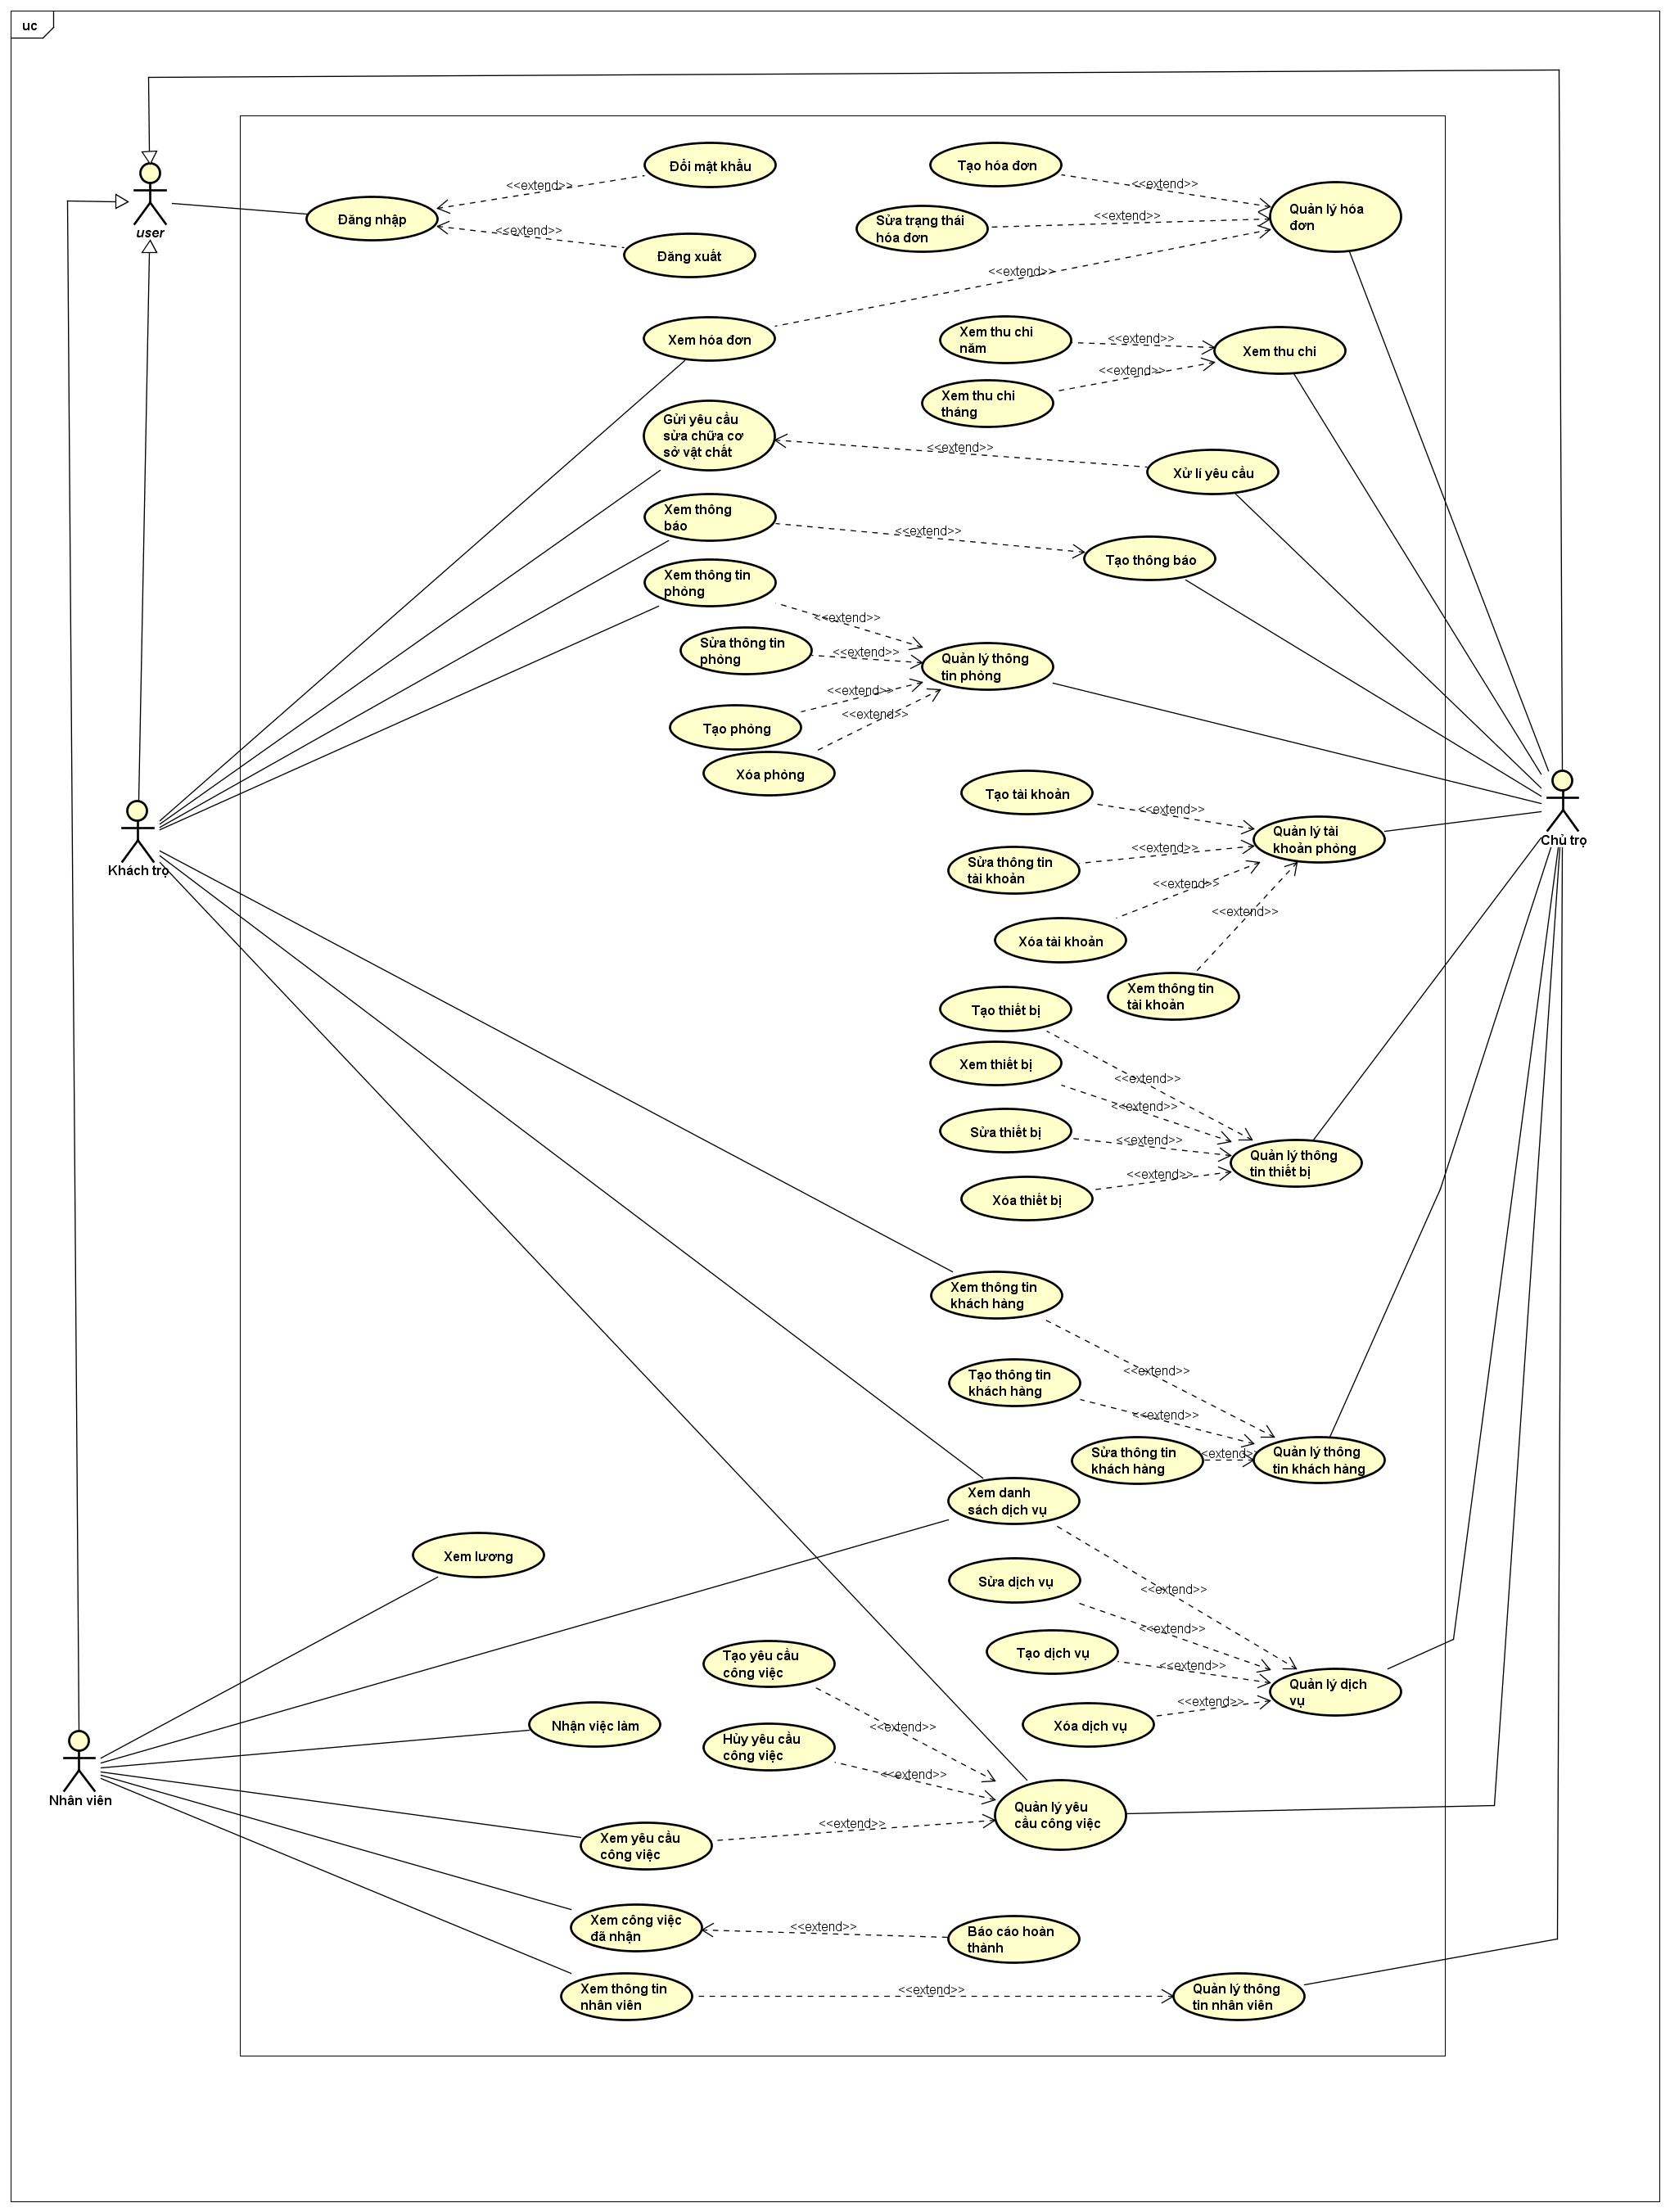 uc
Đổi mật khẩu
Tạo hóa đơn
<<extend>>
<<extend>>
user
Đăng nhập
<<extend>>
Đăng xuất
Sửa trạng thái
hóa đơn
<<extend>>
Quản lý hóa
đơn
<<extend>>
Xem hóa đơn
Xem thu chi
năm
<<extend>>
Xem thu chi
<<extend>>
Xem thu chi
tháng
Gửi yêu cầu
sửa chữa cơ
sở vật chất
<<extend>>
Xử lí yêu cầu
Xem thông
báo
<<extend>>
Tạo thông báo
Xem thông tin
phòng
<<extend>>
Sửa thông tin
phòng
<<extend>>
Quản lý thông
tin phòng
<<extend>>
<<extend>>
Tạo phòng
Xóa phòng
Khách trọ
Chủ trọ
Tạo tài khoản
<<extend>>
Quản lý tài
khoản phòng
Sửa thông tin
tài khoản
<<extend>>
<<extend>>
<<extend>>
Xóa tài khoản
Xem thông tin
tài khoản
Tạo thiết bị
Xem thiết bị
<<extend>>
<<extend>>
Sửa thiết bị
<<extend>>
Quản lý thông
tin thiết bị
<<extend>>
Xóa thiết bị
Xem thông tin
khách hàng
<<extend>>
Tạo thông tin
khách hàng
<<extend>>
Sửa thông tin
khách hàng
<<extend>>
Quản lý thông
tin khách hàng
Xem danh
sách dịch vụ
Xem lương
<<extend>>
Sửa dịch vụ
<<extend>>
Tạo dịch vụ
<<extend>>
Quản lý dịch
vụ
<<extend>>
Xóa dịch vụ
Tạo yêu cầu
công việc
<<extend>>
Nhận việc làm
Hủy yêu cầu
công việc
<<extend>>
Nhân viên
Quản lý yêu
cầu công việc
<<extend>>
Xem yêu cầu
công việc
Xem công việc
đã nhận
<<extend>>
Báo cáo hoàn
thành
Xem thông tin
nhân viên
<<extend>>
Quản lý thông
tin nhân viên